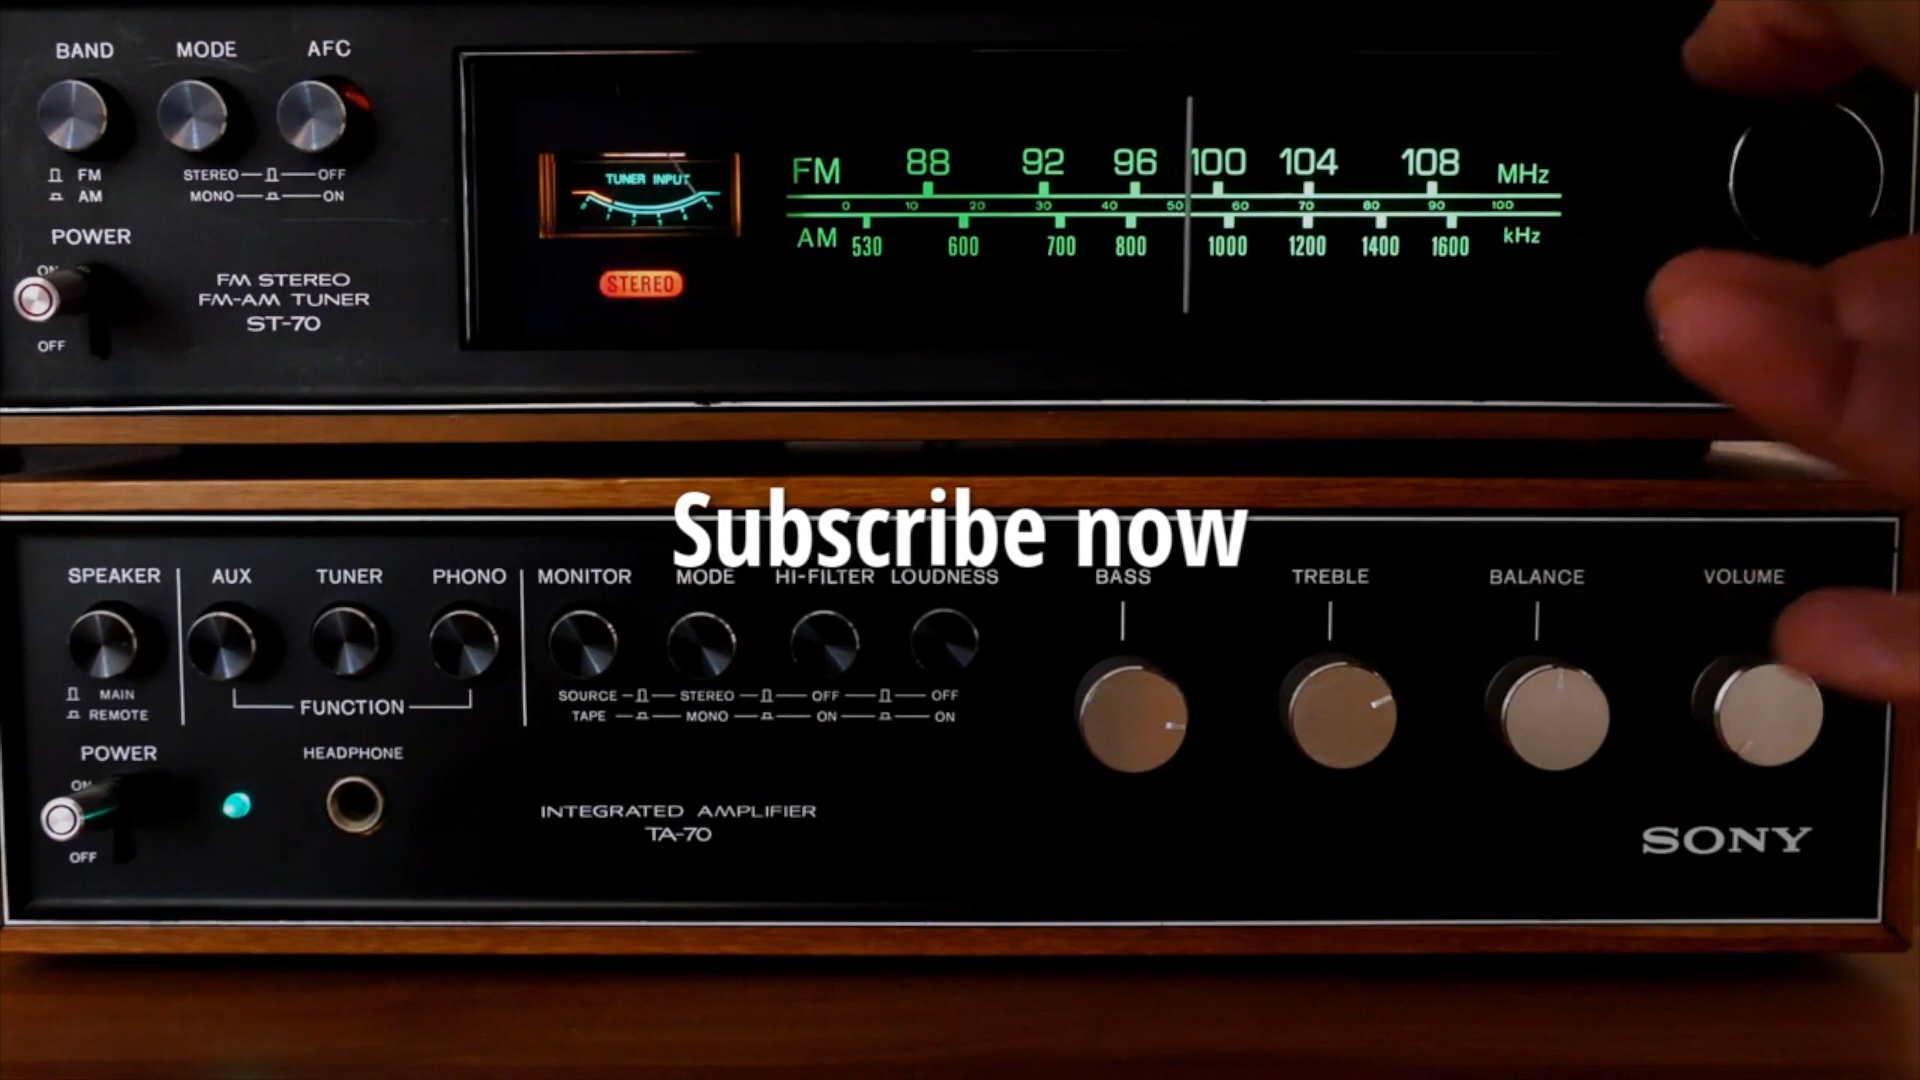 BAND MODE AFC
FM STEREO OFF
AM MONO ON
POWER
ON
OFF
FM STEREO
FM-AM TUNER
ST-70
TUNER INPUT
STEREO
FM 88 92 96 100 104 108 MHz
0 10 20 30 40 50 60 70 80 90 100
AM 530 600 700 800 1000 1200 1400 1600 kHz
Subscribe now
SPEAKER AUX TUNER PHONO MONITOR MODE HI-FILTER LOUDNESS BASS TREBLE BALANCE VOLUME
MAIN
REMOTE
FUNCTION
SOURCE STEREO OFF OFF
TAPE MONO ON ON
POWER
ON
OFF
HEADPHONE
INTEGRATED AMPLIFIER
TA-70
SONY